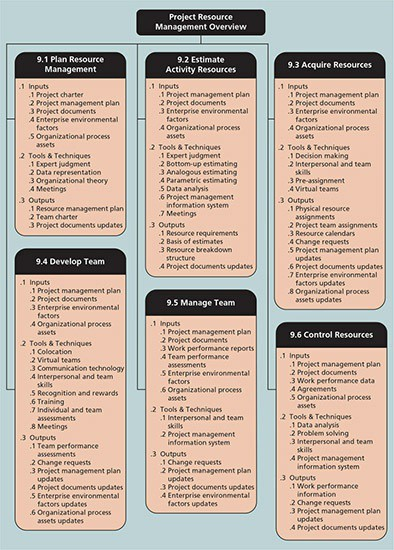 Project Resource
Management Overview
9.1 Plan Resource
Management
.1 Inputs
.1 Project charter
.2 Project management plan
.3 Project documents
.4 Enterprise environmental
factors
.5 Organizational process
assets
.2 Tools & Techniques
.1 Expert judgment
.2 Data representation
.3 Organizational theory
.4 Meetings
.3 Outputs
.1 Resource management plan
.2 Team charter
.3 Project documents updates
9.2 Estimate
Activity Resources
.1 Inputs
.1 Project management plan
.2 Project documents
.3 Enterprise environmental
factors
.4 Organizational process
assets
.2 Tools & Techniques
.1 Expert judgment
.2 Bottom-up estimating
.3 Analogous estimating
.4 Parametric estimating
.5 Data analysis
.6 Project management
information system
.7 Meetings
.3 Outputs
.1 Resource requirements
.2 Basis of estimates
.3 Resource breakdown
structure
.4 Project documents updates
9.3 Acquire Resources
.1 Inputs
.1 Project management plan
.2 Project documents
.3 Enterprise environmental
factors
.4 Organizational process
assets
.2 Tools & Techniques
.1 Decision making
.2 Interpersonal and team
skills
.3 Pre-assignment
.4 Virtual teams
.3 Outputs
.1 Physical resource
assignments
.2 Project team assignments
.3 Resource calendars
.4 Change requests
.5 Project management plan
updates
.6 Project documents updates
.7 Enterprise environmental
factors updates
.8 Organizational process
assets updates
9.4 Develop Team
.1 Inputs
.1 Project management plan
.2 Project documents
.3 Enterprise environmental
factors
.4 Organizational process
assets
.2 Tools & Techniques
.1 Colocation
.2 Virtual teams
.3 Communication technology
.4 Interpersonal and team
skills
.5 Recognition and rewards
.6 Training
.7 Individual and team
assessments
.8 Meetings
.3 Outputs
.1 Team performance
assessments
.2 Change requests
.3 Project management plan
updates
.4 Project documents updates
.5 Enterprise environmental
factors updates
.6 Organizational process
assets updates
9.5 Manage Team
.1 Inputs
.1 Project management plan
.2 Project documents
.3 Work performance reports
.4 Team performance
assessments
.5 Enterprise environmental
factors
.6 Organizational process
assets
.2 Tools & Techniques
.1 Interpersonal and team
skills
.2 Project management
information system
.3 Outputs
.1 Change requests
.2 Project management plan
updates
.3 Project documents updates
.4 Enterprise environmental
factors updates
9.6 Control Resources
.1 Inputs
.1 Project management plan
.2 Project documents
.3 Work performance data
.4 Agreements
.5 Organizational process
assets
.2 Tools & Techniques
.1 Data analysis
.2 Problem solving
.3 Interpersonal and team
skills
.4 Project management
information system
.3 Outputs
.1 Work performance
information
.2 Change requests
.3 Project management plan
updates
.4 Project documents updates